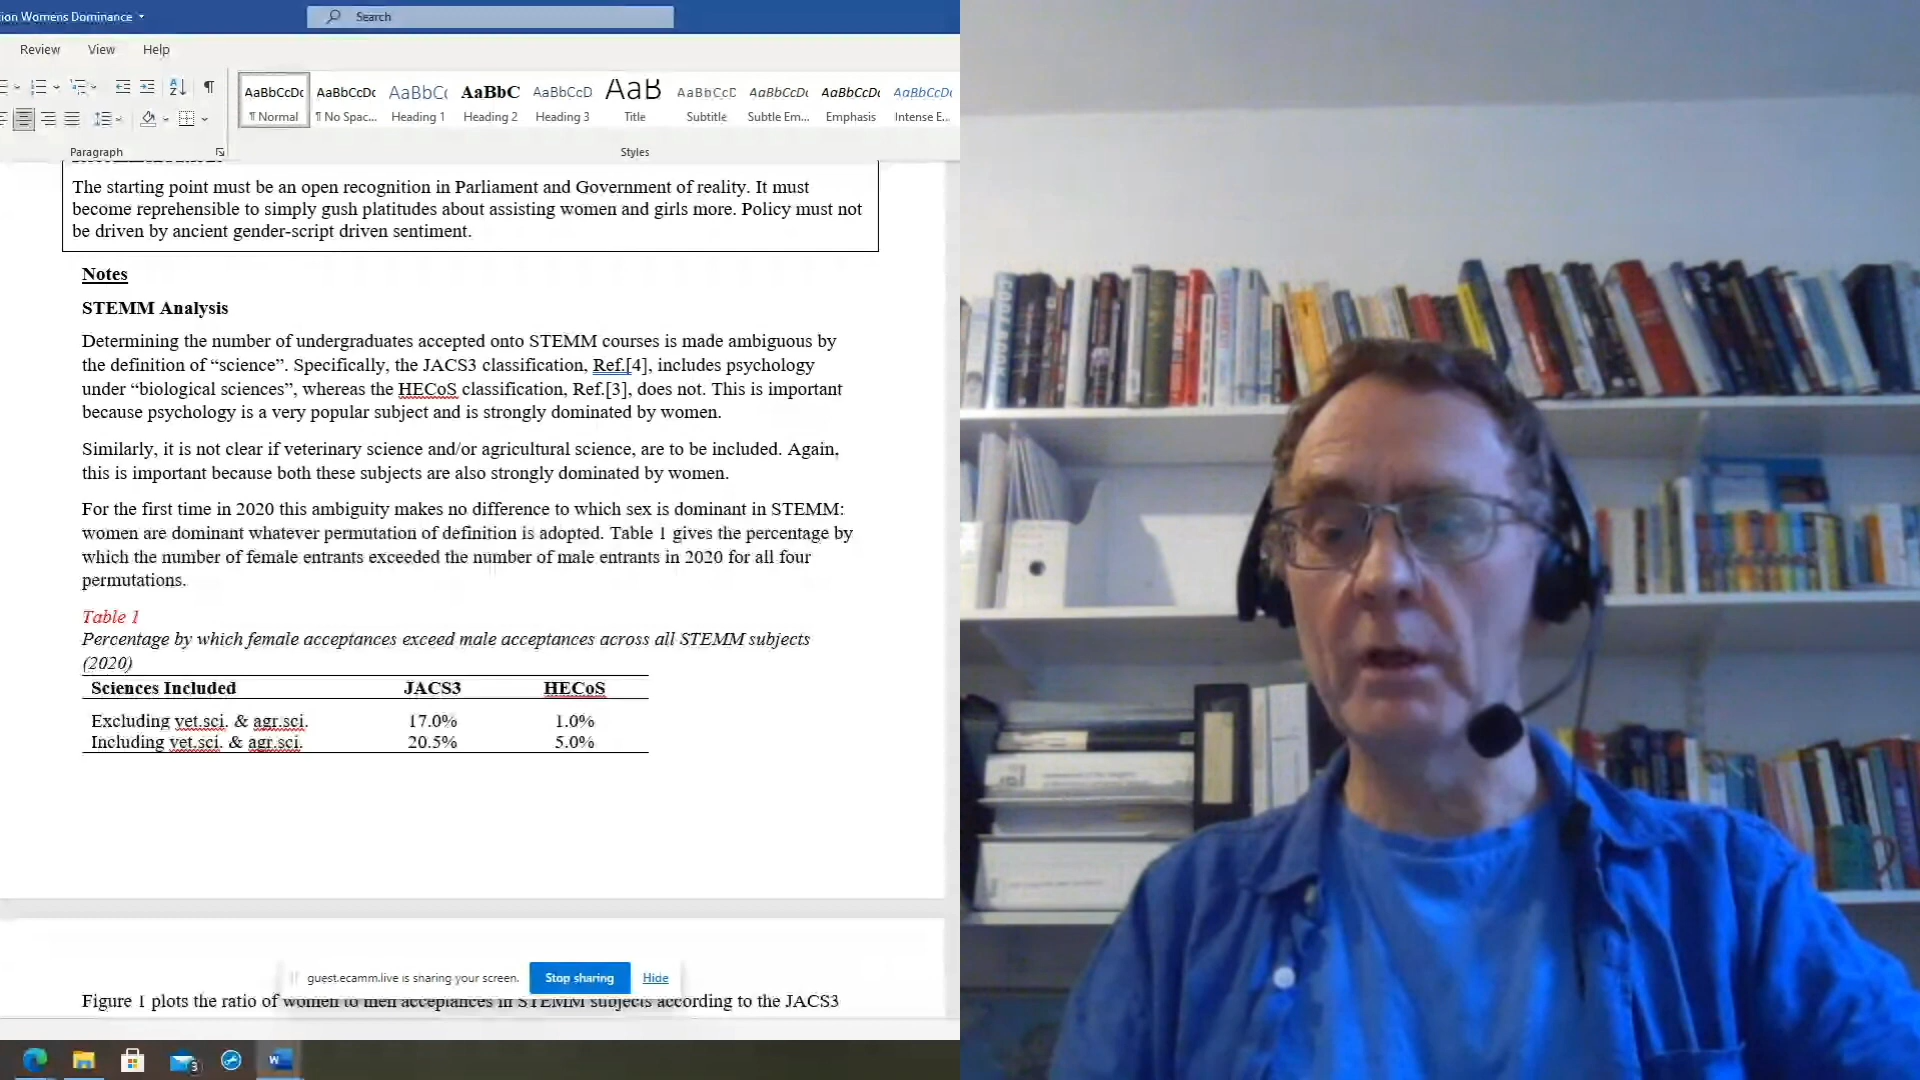 ion Womens Dominance
Search
Review View Help
AaBbCcDc AaBbCcDc AaBbC( AaBbC AaBbCcD AaB AaBbCcD AaBbCcDc AaBbCcDc AaBbCcDc
¶ Normal ¶ No Spac... Heading 1 Heading 2 Heading 3 Title Subtitle Subtle Em... Emphasis Intense E...
Paragraph Styles
The starting point must be an open recognition in Parliament and Government of reality. It must
become reprehensible to simply gush platitudes about assisting women and girls more. Policy must not
be driven by ancient gender-script driven sentiment.
Notes
STEMM Analysis
Determining the number of undergraduates accepted onto STEMM courses is made ambiguous by
the definition of “science”. Specifically, the JACS3 classification, Ref.[4], includes psychology
under “biological sciences”, whereas the HECoS classification, Ref.[3], does not. This is important
because psychology is a very popular subject and is strongly dominated by women.
Similarly, it is not clear if veterinary science and/or agricultural science, are to be included. Again,
this is important because both these subjects are also strongly dominated by women.
For the first time in 2020 this ambiguity makes no difference to which sex is dominant in STEMM:
women are dominant whatever permutation of definition is adopted. Table 1 gives the percentage by
which the number of female entrants exceeded the number of male entrants in 2020 for all four
permutations.
Table 1
Percentage by which female acceptances exceed male acceptances across all STEMM subjects
(2020)
Sciences Included JACS3 HECoS
Excluding vet.sci. & agr.sci. 17.0% 1.0%
Including vet.sci. & agr.sci. 20.5% 5.0%
guest.ecamm.live is sharing your screen. Stop sharing Hide
Figure 1 plots the ratio of women to men acceptances in STEMM subjects according to the JACS3
3